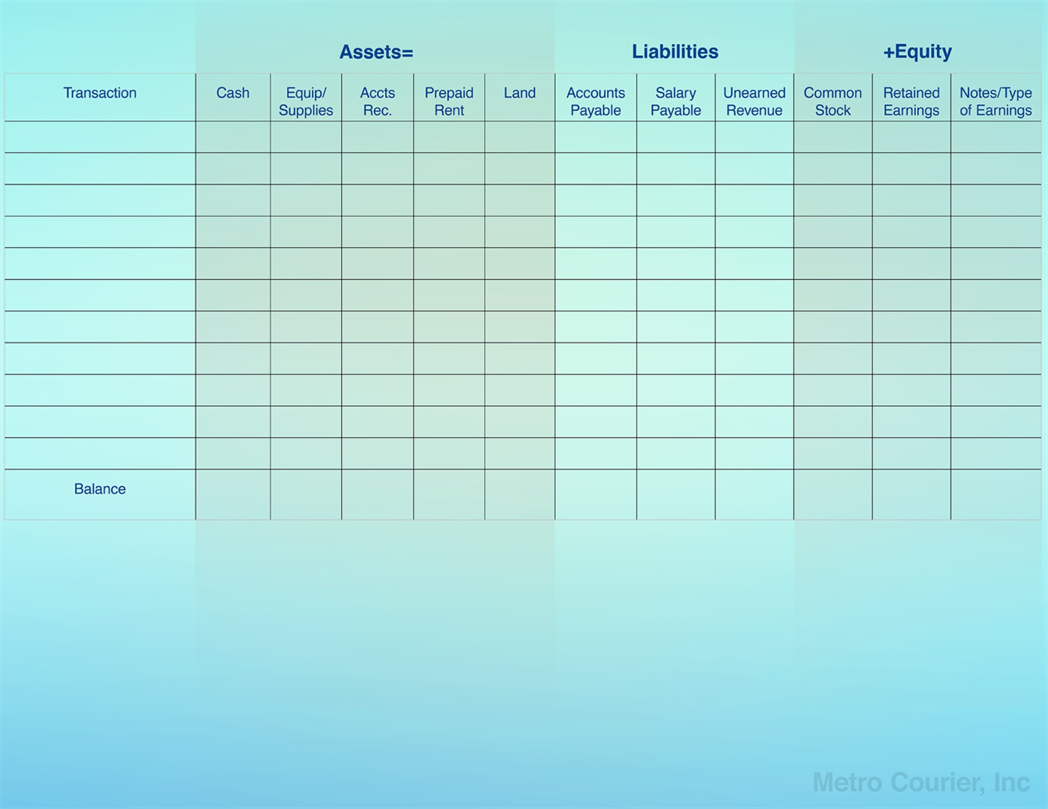 Assets= Liabilities +Equity
Transaction Cash Equip/ Supplies Accts Rec. Prepaid Rent Land Accounts Payable Salary Payable Unearned Revenue Common Stock Retained Earnings Notes/Type of Earnings
Balance
Metro Courier, Inc